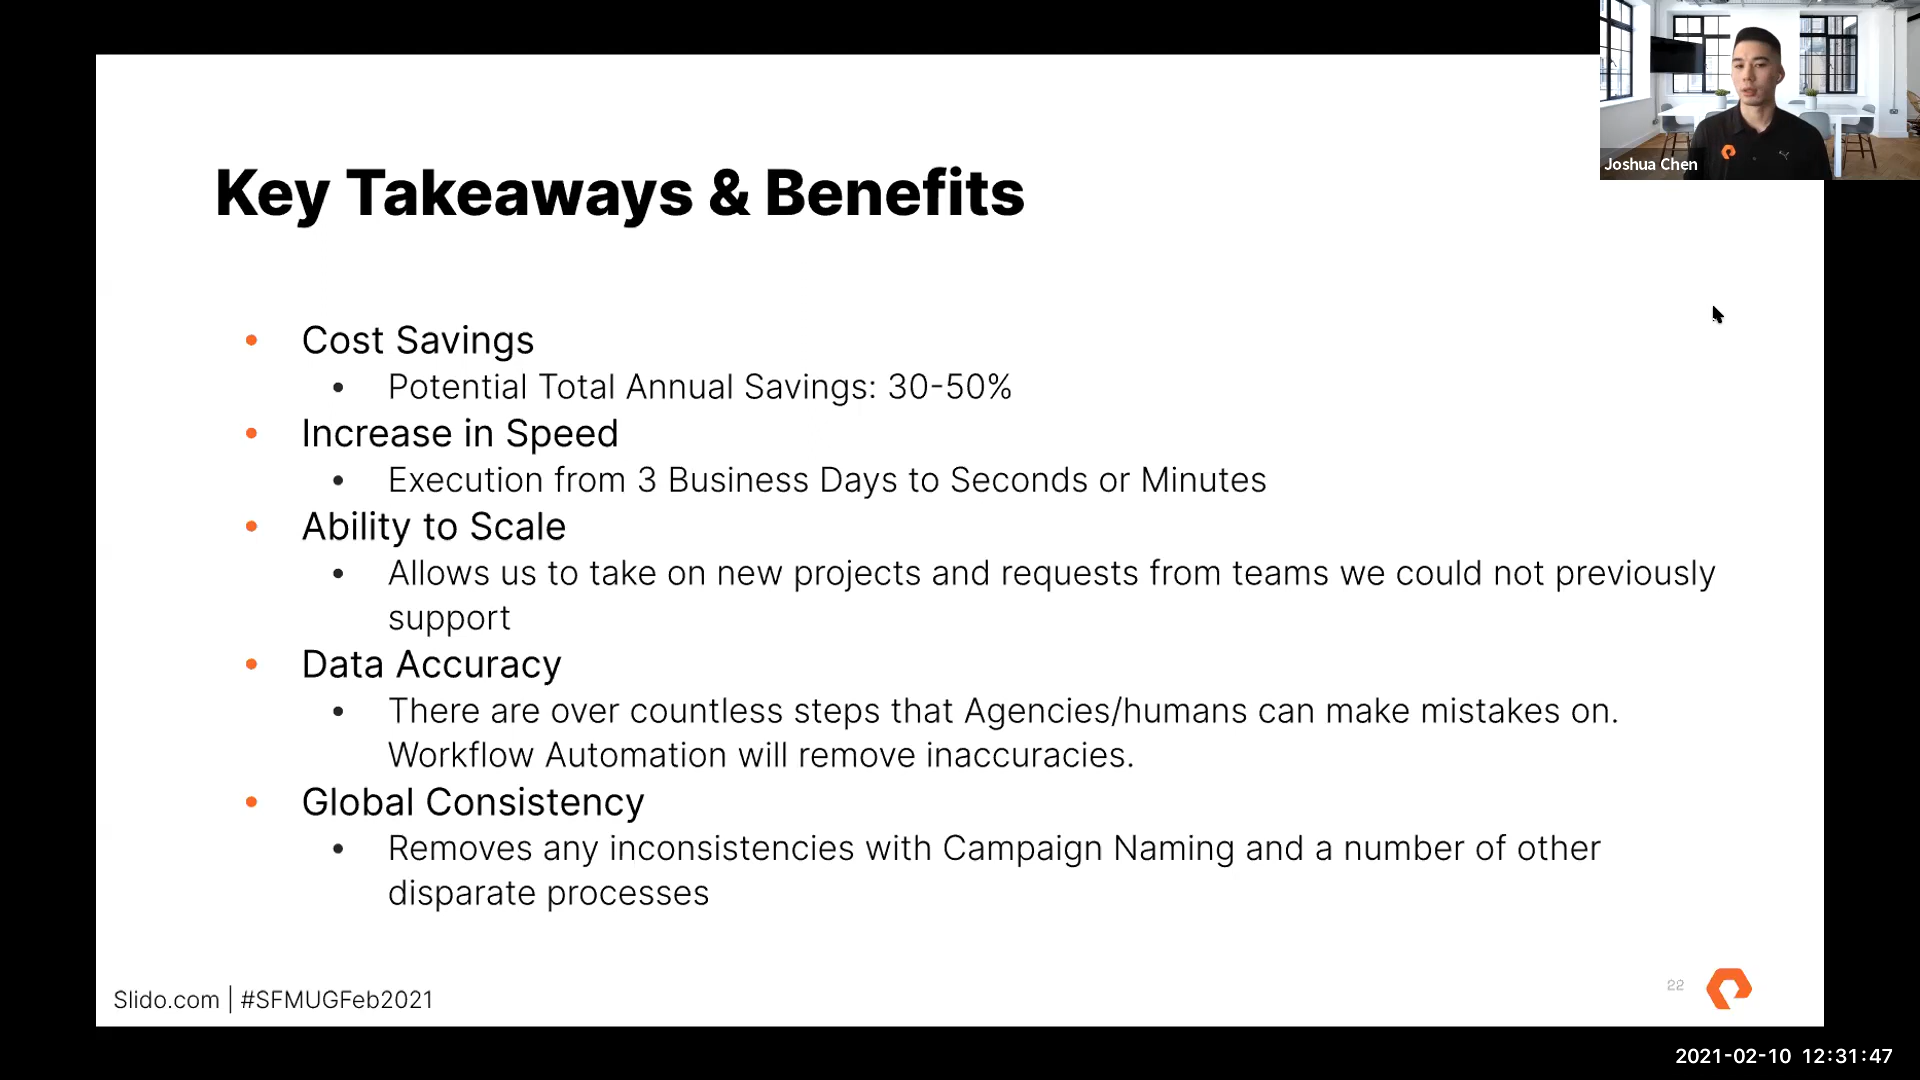 Joshua Chen
Key Takeaways & Benefits
• Cost Savings
• Potential Total Annual Savings: 30-50%
• Increase in Speed
• Execution from 3 Business Days to Seconds or Minutes
• Ability to Scale
• Allows us to take on new projects and requests from teams we could not previously
support
• Data Accuracy
• There are over countless steps that Agencies/humans can make mistakes on.
Workflow Automation will remove inaccuracies.
• Global Consistency
• Removes any inconsistencies with Campaign Naming and a number of other
disparate processes
Slido.com | #SFMUGFeb2021
22
2021-02-10 12:31:47